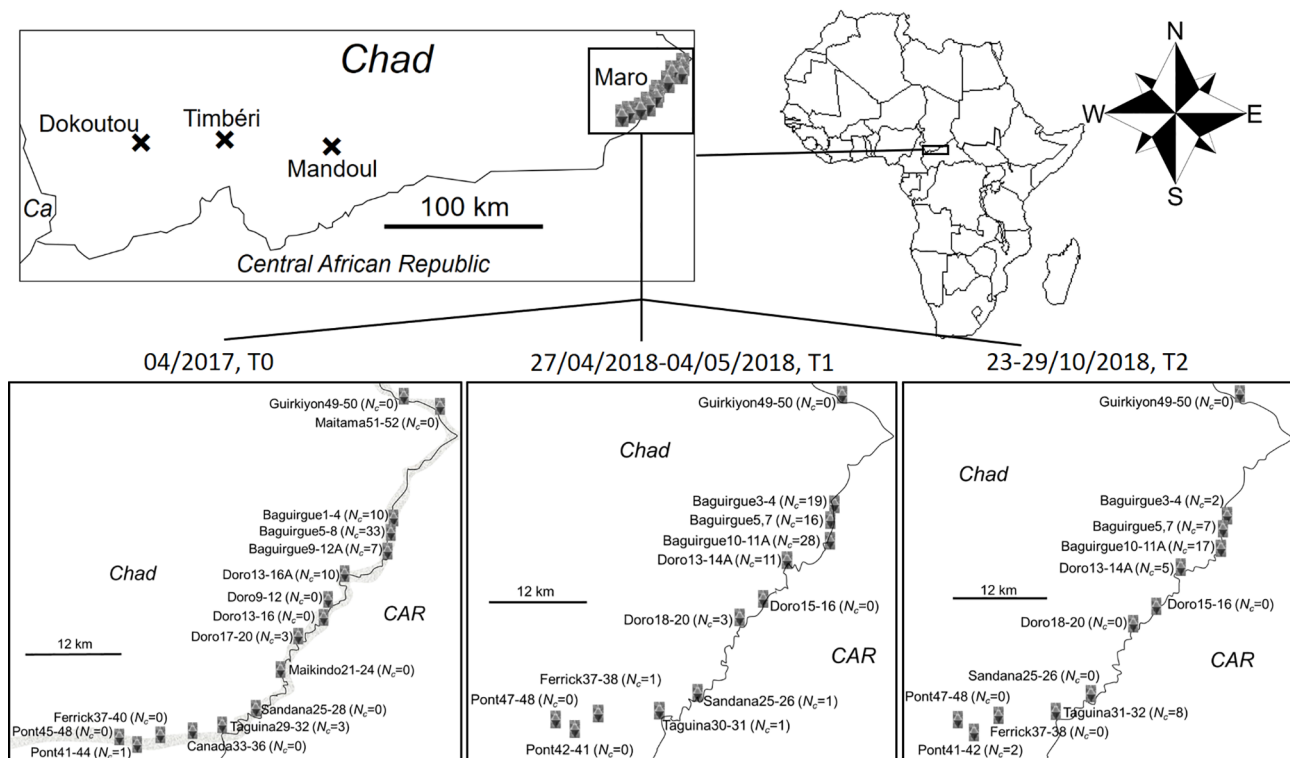 Chad
Maro
Dokoutou
Timbéri
Mandoul
Ca
100 km
Central African Republic
N
W
E
S
04/2017, T0
27/04/2018-04/05/2018, T1
23-29/10/2018, T2
Guirkiyon49-50 (Nc=0)
Maitama51-52 (Nc=0)
Baguirgue1-4 (Nc=10)
Baguirgue5-8 (Nc=33)
Baguirgue9-12A (Nc=7)
Chad
Doro13-16A (Nc=10)
Doro9-12 (Nc=0)
CAR
Doro13-16 (Nc=0)
Doro17-20 (Nc=3)
12 km
Maikindo21-24 (Nc=0)
Sandana25-28 (Nc=0)
Ferrick37-40 (Nc=0)
Taguina29-32 (Nc=3)
Pont45-48 (Nc=0)
Pont41-44 (Nc=1)
Canada33-36 (Nc=0)
Guirkiyon49-50 (Nc=0)
Chad
Baguirgue3-4 (Nc=19)
Baguirgue5,7 (Nc=16)
Baguirgue10-11A (Nc=28)
Doro13-14A (Nc=11)
12 km
Doro15-16 (Nc=0)
Doro18-20 (Nc=3)
CAR
Ferrick37-38 (Nc=1)
Pont47-48 (Nc=0)
Sandana25-26 (Nc=1)
Taguina30-31 (Nc=1)
Pont42-41 (Nc=0)
Guirkiyon49-50 (Nc=0)
Chad
Baguirgue3-4 (Nc=2)
Baguirgue5,7 (Nc=7)
Baguirgue10-11A (Nc=17)
Doro13-14A (Nc=5)
12 km
Doro15-16 (Nc=0)
Doro18-20 (Nc=0)
CAR
Sandana25-26 (Nc=0)
Pont47-48 (Nc=0)
Taguina31-32 (Nc=8)
Ferrick37-38 (Nc=0)
Pont41-42 (Nc=2)